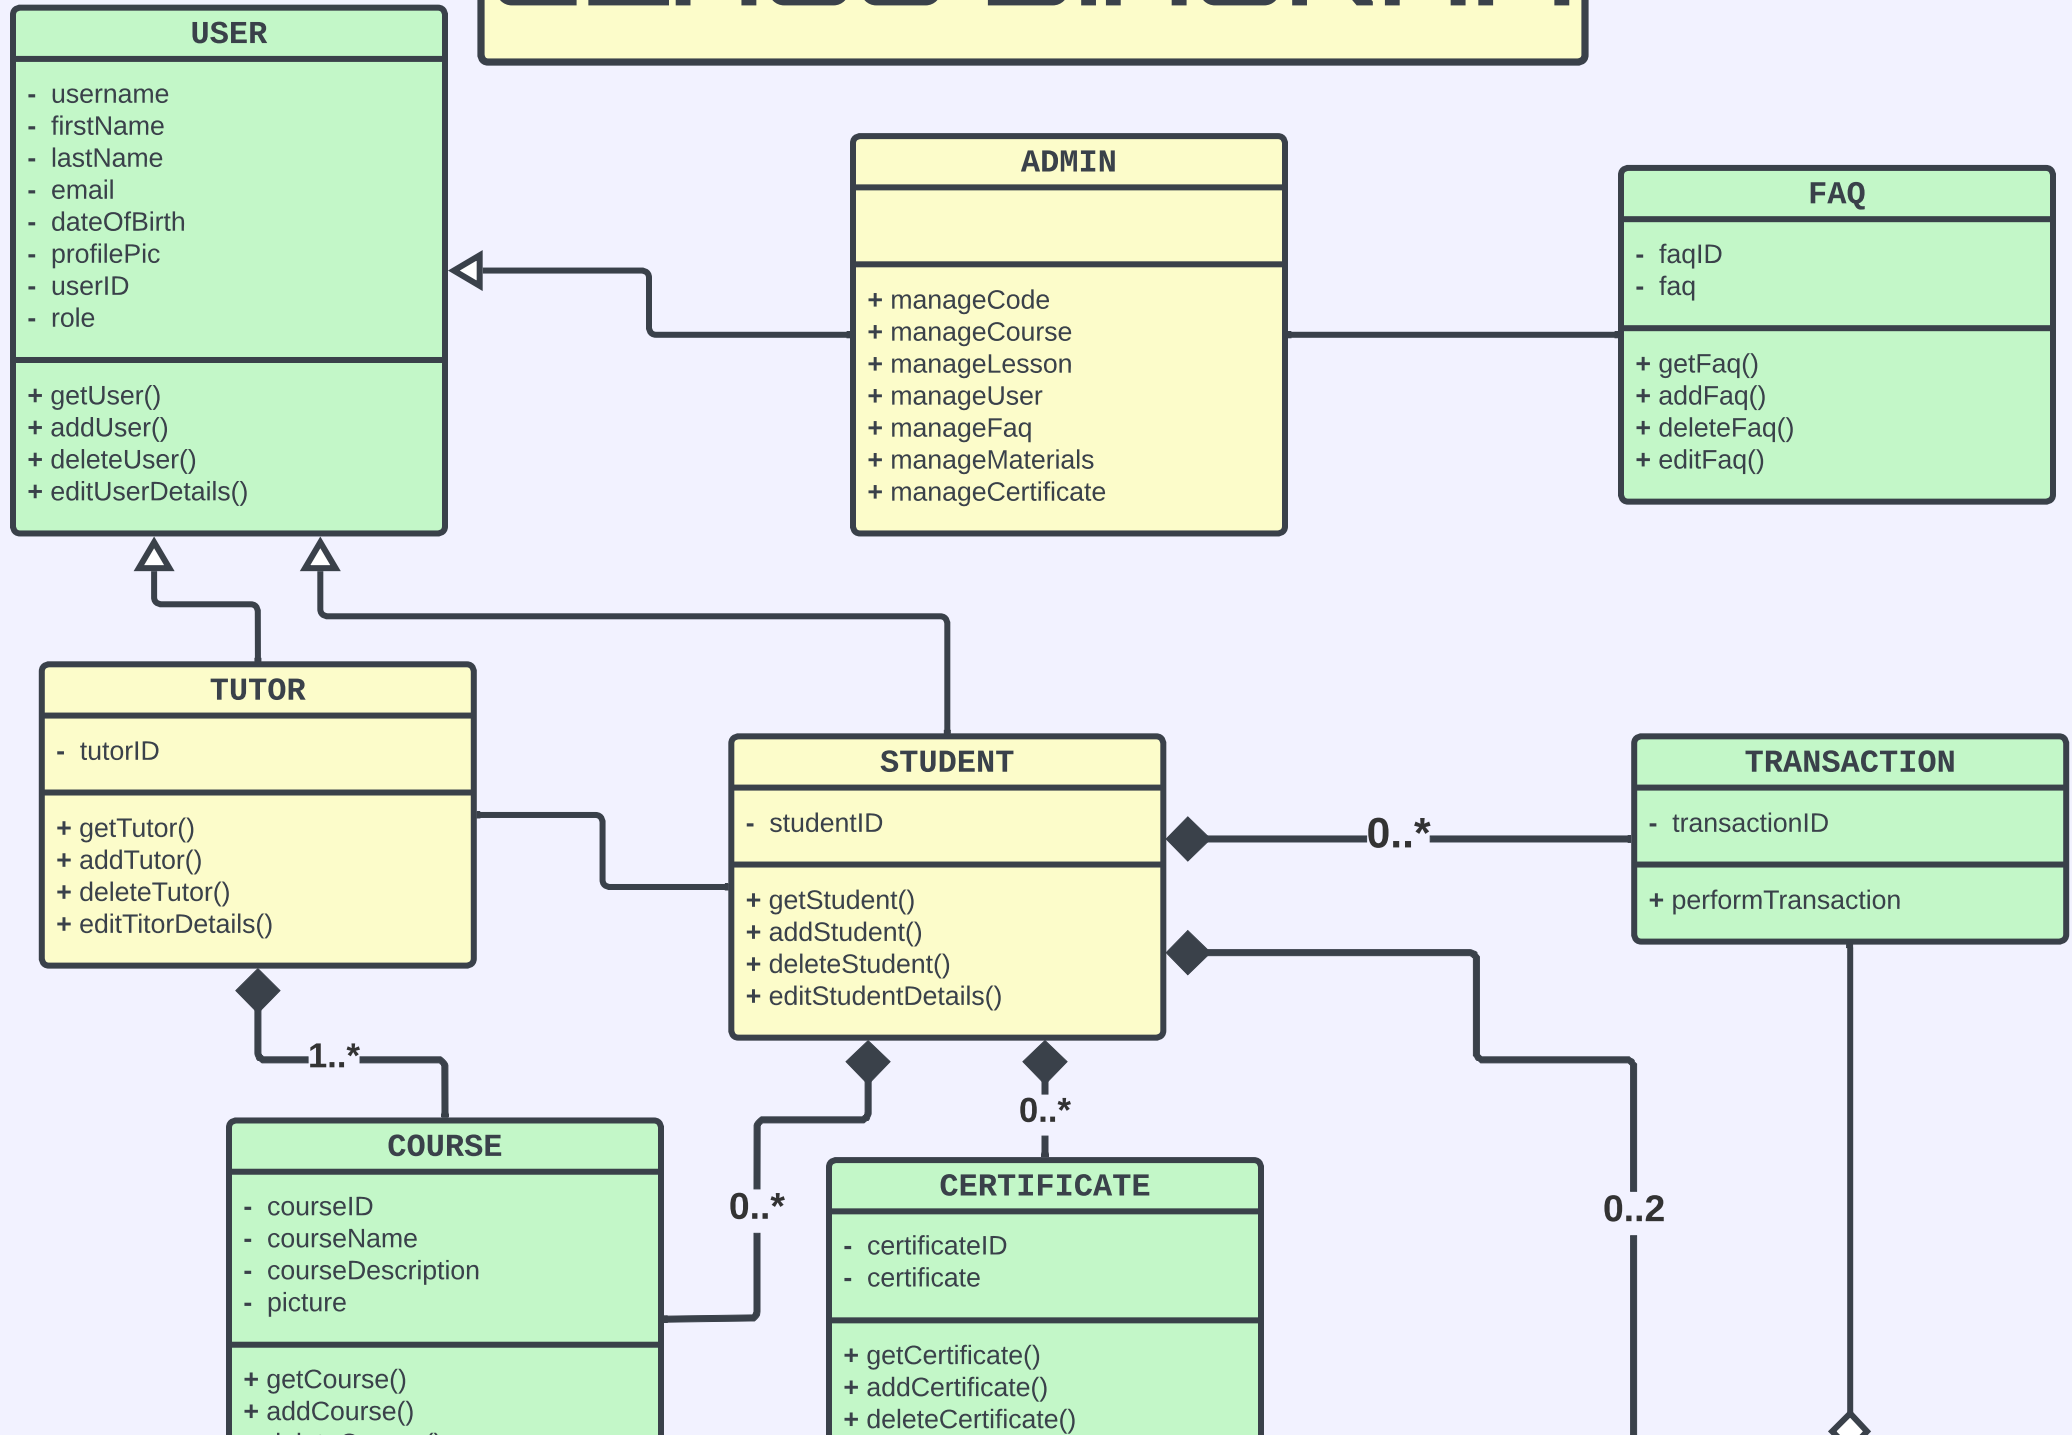 USER
- username
- firstName
- lastName
- email
- dateOfBirth
- profilePic
- userID
- role
+ getUser()
+ addUser()
+ deleteUser()
+ editUserDetails()
ADMIN
+ manageCode
+ manageCourse
+ manageLesson
+ manageUser
+ manageFaq
+ manageMaterials
+ manageCertificate
FAQ
- faqID
- faq
+ getFaq()
+ addFaq()
+ deleteFaq()
+ editFaq()
TUTOR
- tutorID
+ getTutor()
+ addTutor()
+ deleteTutor()
+ editTitorDetails()
STUDENT
- studentID
+ getStudent()
+ addStudent()
+ deleteStudent()
+ editStudentDetails()
0..*
TRANSACTION
- transactionID
+ performTransaction
1..*
0..*
0..*
0..2
COURSE
- courseID
- courseName
- courseDescription
- picture
+ getCourse()
+ addCourse()
CERTIFICATE
- certificateID
- certificate
+ getCertificate()
+ addCertificate()
+ deleteCertificate()